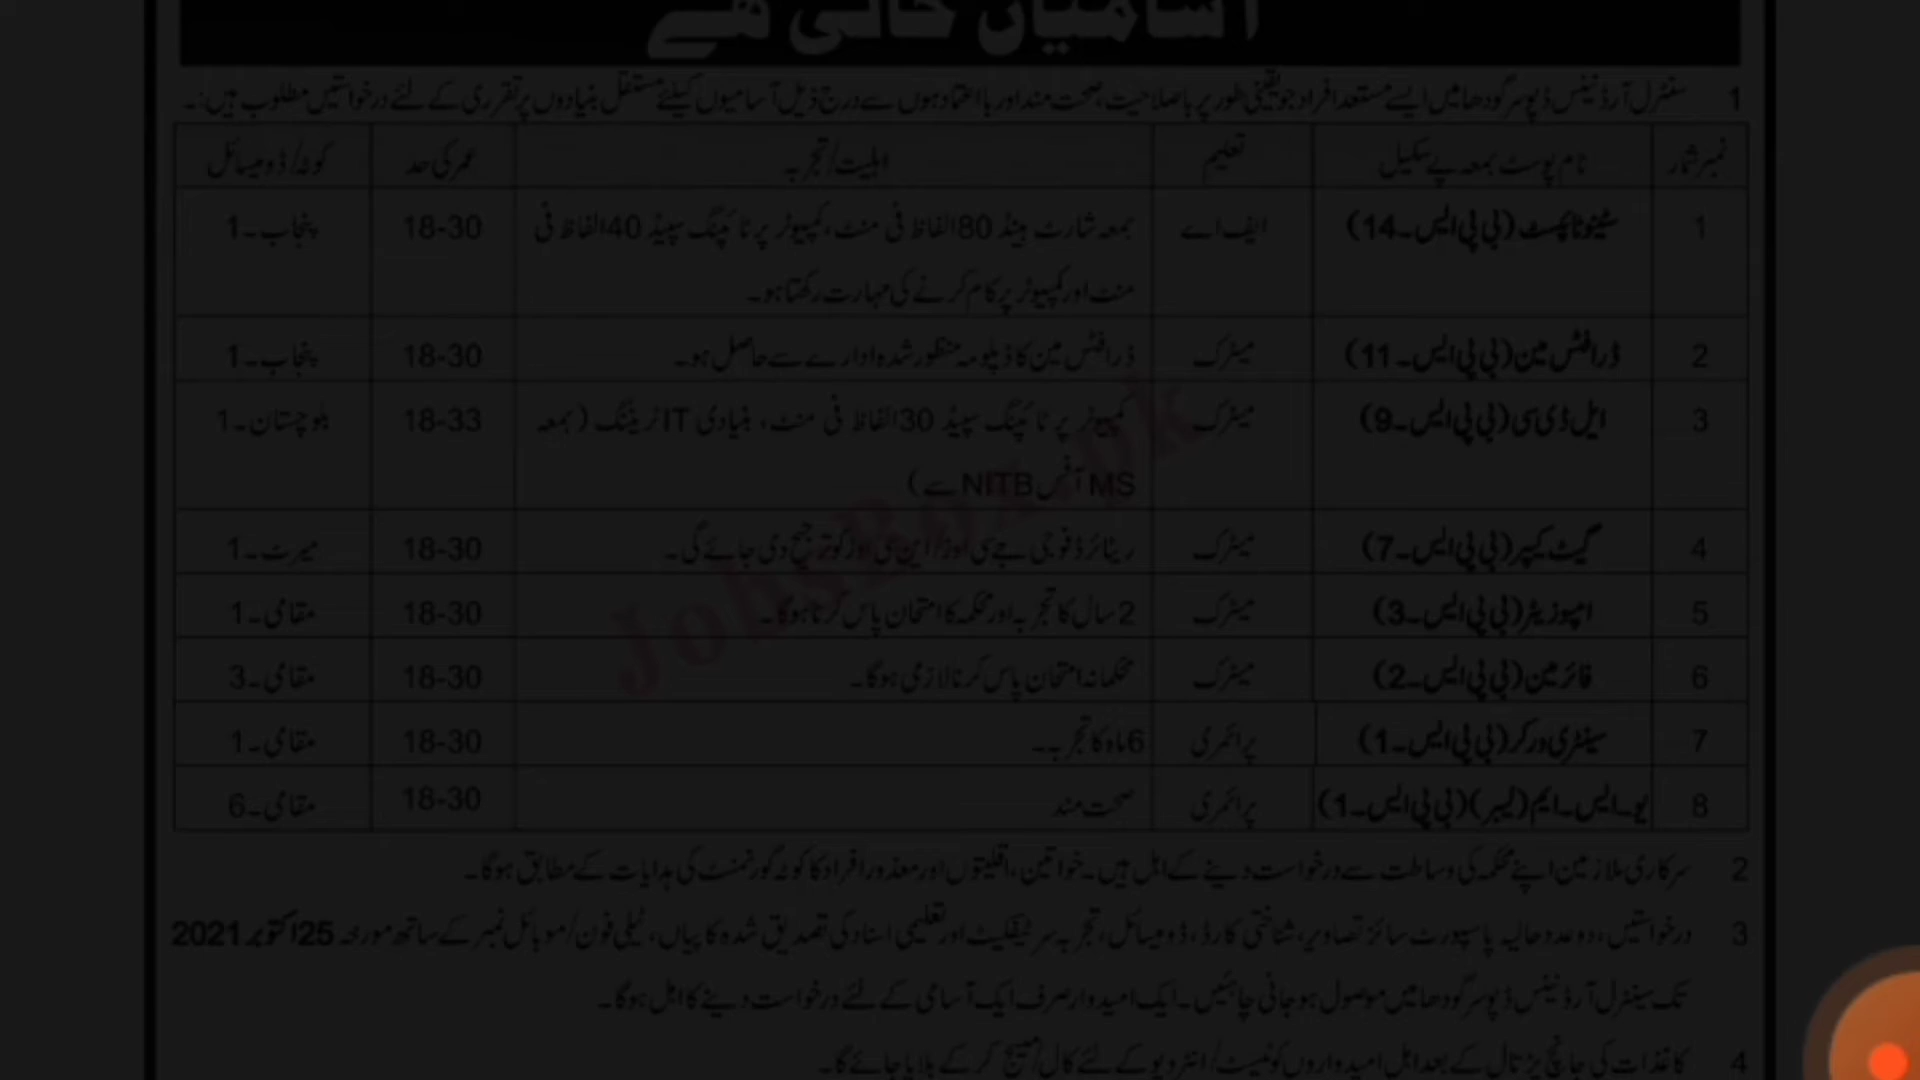 آسامیاں خالی ہے
1 سنٹرل آرڈیننس ڈپو سرگودھا میں ایسے مستعد افراد جو یقینی طور پر باصلاحیت، صحت مند اور بااعتماد ہوں سے درج ذیل آسامیوں کیلئے مستقل بنیادوں پر تقرری کے لئے درخواستیں مطلوب ہیں:۔
نمبر شمار نام پوسٹ بمعہ پے سکیل تعلیم اہلیت/تجربہ عمر کی حد کوٹہ/ڈومیسائل
1 سٹینو ٹائپسٹ (بی پی ایس۔14) ایف اے بمعہ شارٹ ہینڈ 80 الفاظ فی منٹ، کمپیوٹر پر ٹائپنگ سپیڈ 40 الفاظ فی 18-30 پنجاب۔1
منٹ اور کمپیوٹر پر کام کرنے کی مہارت رکھتا ہو۔
2 ڈرافٹس مین (بی پی ایس۔11) میٹرک ڈرافٹس مین کا ڈپلومہ منظور شدہ ادارے سے حاصل ہو۔ 18-30 پنجاب۔1
3 ایل ڈی سی (بی پی ایس۔9) میٹرک کمپیوٹر پر ٹائپنگ سپیڈ 30 الفاظ فی منٹ، بنیادی IT ٹریننگ (بمعہ 18-33 بلوچستان۔1
MS آفس NITB سے)
4 گیٹ کیپر (بی پی ایس۔7) میٹرک ریٹائرڈ فوجی جے سی اوز/این سی اوز کو ترجیح دی جائے گی۔ 18-30 میرٹ۔1
5 امپوزیٹر (بی پی ایس۔3) میٹرک 2 سال کا تجربہ اور محکمہ کا امتحان پاس کرنا ہوگا۔ 18-30 مقامی۔1
6 فائر مین (بی پی ایس۔2) میٹرک محکمانہ امتحان پاس کرنا لازمی ہوگا۔ 18-30 مقامی۔3
7 سینٹری ورکر (بی پی ایس۔1) پرائمری 6 ماہ کا تجربہ۔۔ 18-30 مقامی۔1
8 یو۔ایس۔ایم (لیبر) (بی پی ایس۔1) پرائمری صحت مند 18-30 مقامی۔6
2 سرکاری ملازمین اپنے محکمہ کی وساطت سے درخواست دینے کے اہل ہیں۔ خواتین، اقلیتوں اور معذور افراد کا کوٹہ گورنمنٹ کی ہدایات کے مطابق ہوگا۔
3 درخواستیں، دو عدد حالیہ پاسپورٹ سائز تصاویر، شناختی کارڈ، ڈومیسائل، تجربہ سرٹیفکیٹ اور تعلیمی اسناد کی تصدیق شدہ کاپیاں، ٹیلی فون/موبائل نمبر کے ساتھ مورخہ 25 اکتوبر 2021
تک سینٹرل آرڈیننس ڈپو سرگودھا میں موصول ہو جانی چاہئیں۔ ایک امیدوار صرف ایک آسامی کے لئے درخواست دینے کا اہل ہوگا۔
4 کاغذات کی جانچ پڑتال کے بعد اہل امیدواروں کو ٹیسٹ/انٹرویو کے لئے کال/میسج کر کے بلایا جائے گا۔
JobsBox.pk